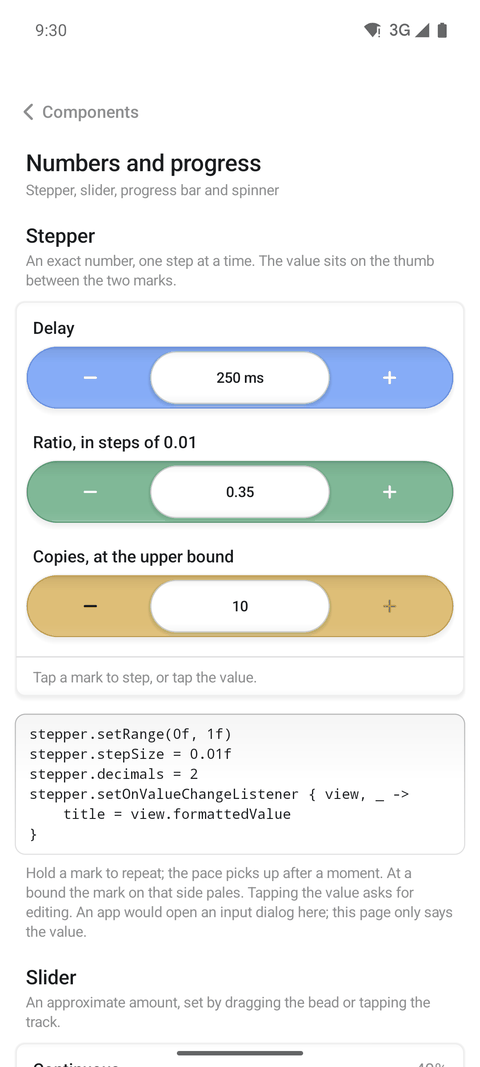 9:30
3G
Components
Numbers and progress
Stepper, slider, progress bar and spinner
Stepper
An exact number, one step at a time. The value sits on the thumb
between the two marks.
Delay
− 250 ms +
Ratio, in steps of 0.01
− 0.35 +
Copies, at the upper bound
− 10 +
Tap a mark to step, or tap the value.
stepper.setRange(0f, 1f)
stepper.stepSize = 0.01f
stepper.decimals = 2
stepper.setOnValueChangeListener { view, _ ->
    title = view.formattedValue
}
Hold a mark to repeat; the pace picks up after a moment. At a
bound the mark on that side pales. Tapping the value asks for
editing. An app would open an input dialog here; this page only says
the value.
Slider
An approximate amount, set by dragging the bead or tapping the
track.